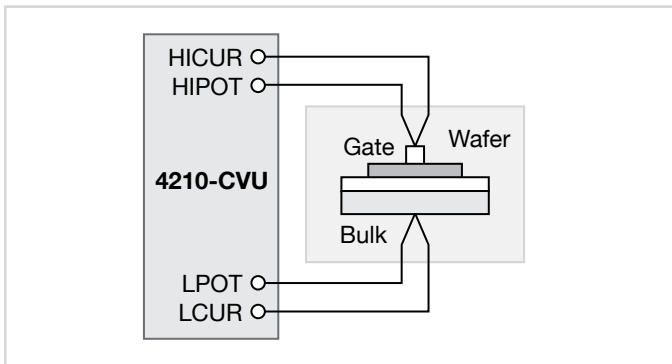 HICUR
HIPOT
Gate
Wafer
4210-CVU
Bulk
LPOT
LCUR